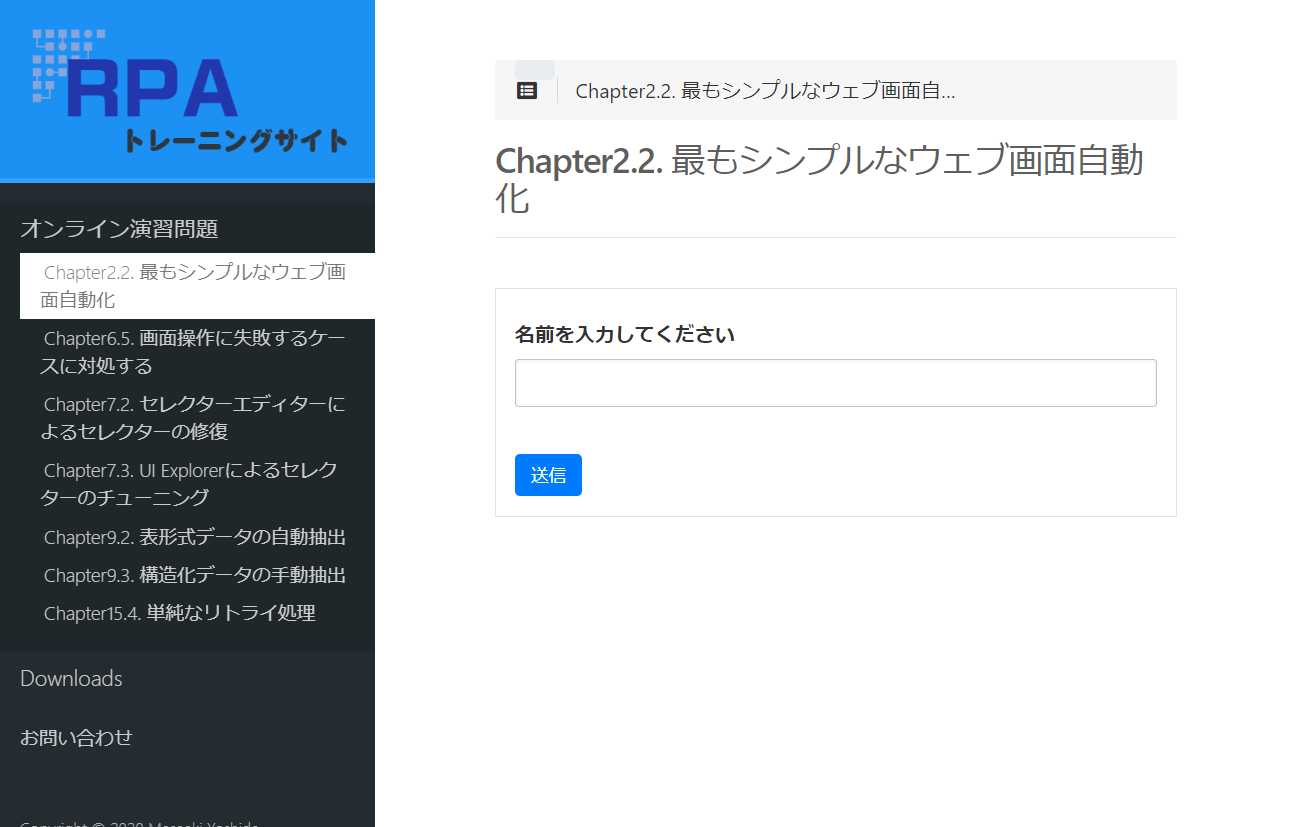 RPA
トレーニングサイト
オンライン演習問題
Chapter2.2. 最もシンプルなウェブ画
面自動化
Chapter6.5. 画面操作に失敗するケー
スに対処する
Chapter7.2. セレクターエディターに
よるセレクターの修復
Chapter7.3. UI Explorerによるセレク
ターのチューニング
Chapter9.2. 表形式データの自動抽出
Chapter9.3. 構造化データの手動抽出
Chapter15.4. 単純なリトライ処理
Downloads
お問い合わせ
Copyright © 2020
Chapter2.2. 最もシンプルなウェブ画面自...
Chapter2.2. 最もシンプルなウェブ画面自動
化
名前を入力してください
送信